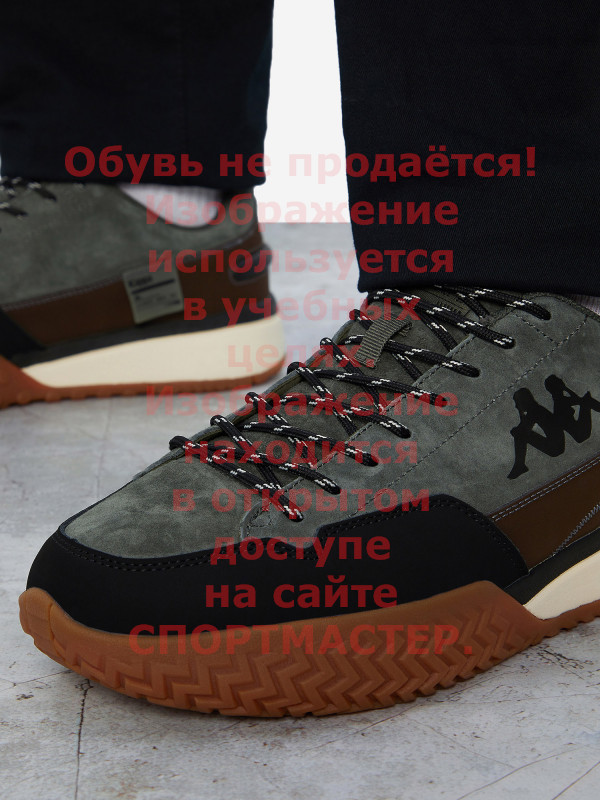 Обувь не продаётся!
Изображение
используется
в учебных
целях.
Изображение
находится
в открытом
доступе
на сайте
СПОРТМАСТЕР.